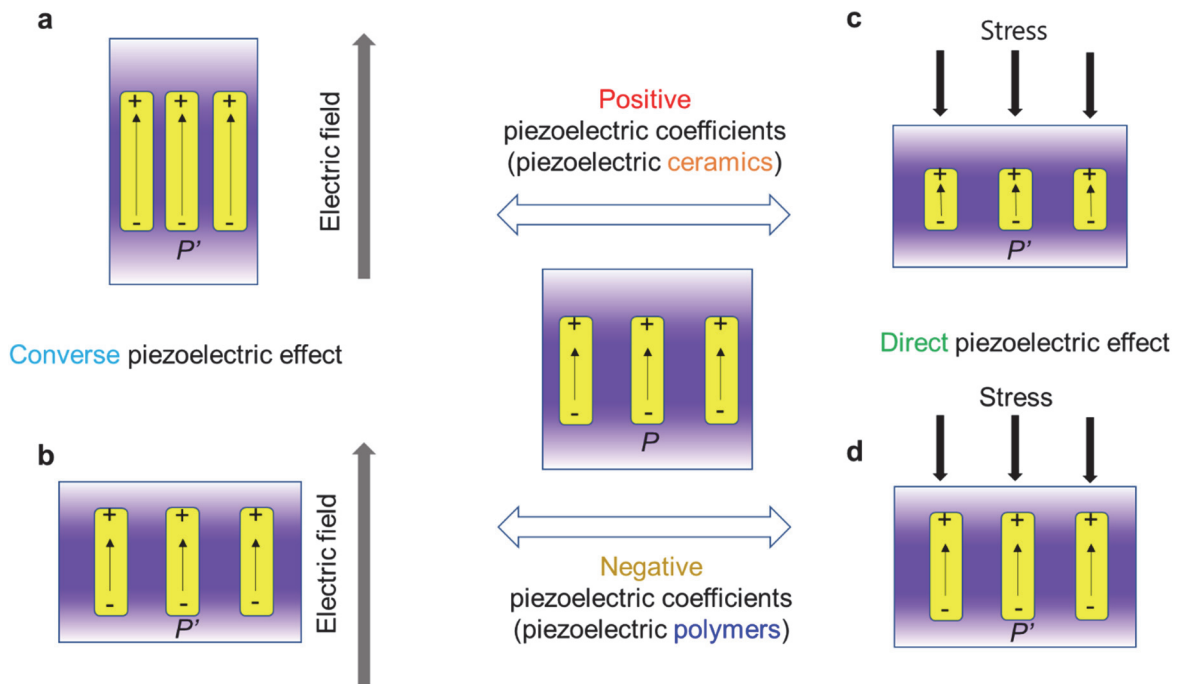 a
+ + +
- - -
P'
Electric field
Positive
piezoelectric coefficients
(piezoelectric ceramics)
c
Stress
+ + +
- - -
P'
Converse piezoelectric effect
+ + +
- - -
P
Direct piezoelectric effect
b
+ + +
- - -
P'
Electric field
Negative
piezoelectric coefficients
(piezoelectric polymers)
d
Stress
+ + +
- - -
P'